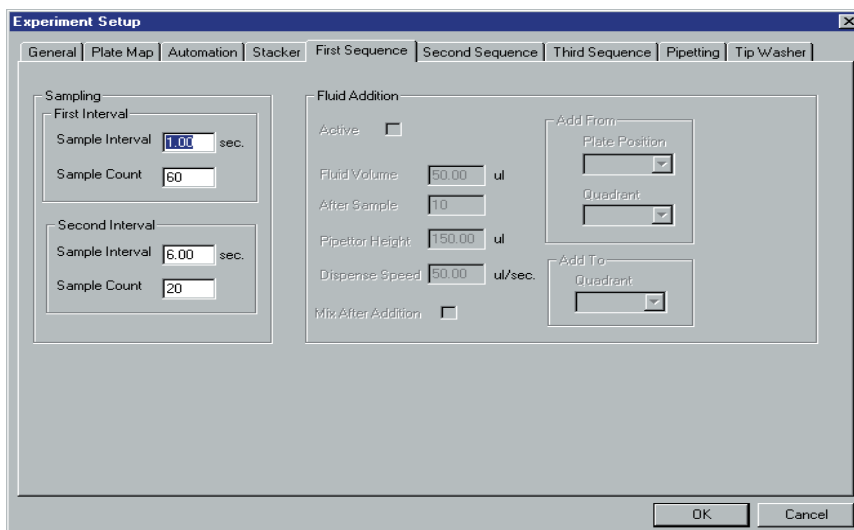 Experiment Setup
General Plate Map Automation Stacker First Sequence Second Sequence Third Sequence Pipetting Tip Washer
Sampling
First Interval
Sample Interval 1.00 sec.
Sample Count 60
Second Interval
Sample Interval 6.00 sec.
Sample Count 20
Fluid Addition
Active
Fluid Volume 50.00 ul
After Sample 10
Pipettor Height 150.00 ul
Dispense Speed 50.00 ul/sec.
Mix After Addition
Add From
Plate Position
Quadrant
Add To
Quadrant
OK Cancel